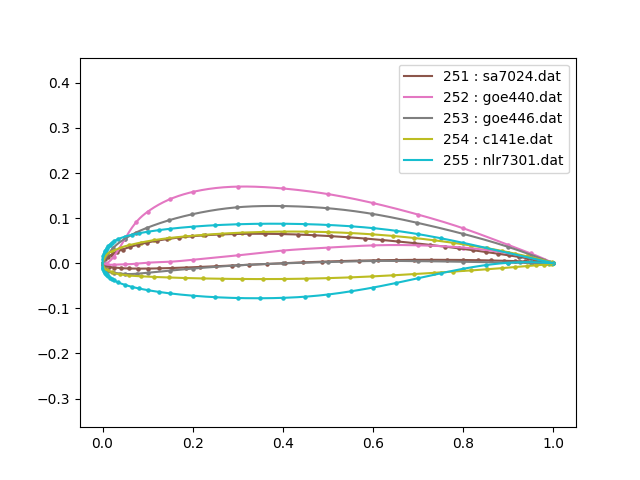 251 : sa7024.dat
252 : goe440.dat
253 : goe446.dat
254 : c141e.dat
255 : nlr7301.dat
0.4
0.3
0.2
0.1
0.0
−0.1
−0.2
−0.3
0.0 0.2 0.4 0.6 0.8 1.0